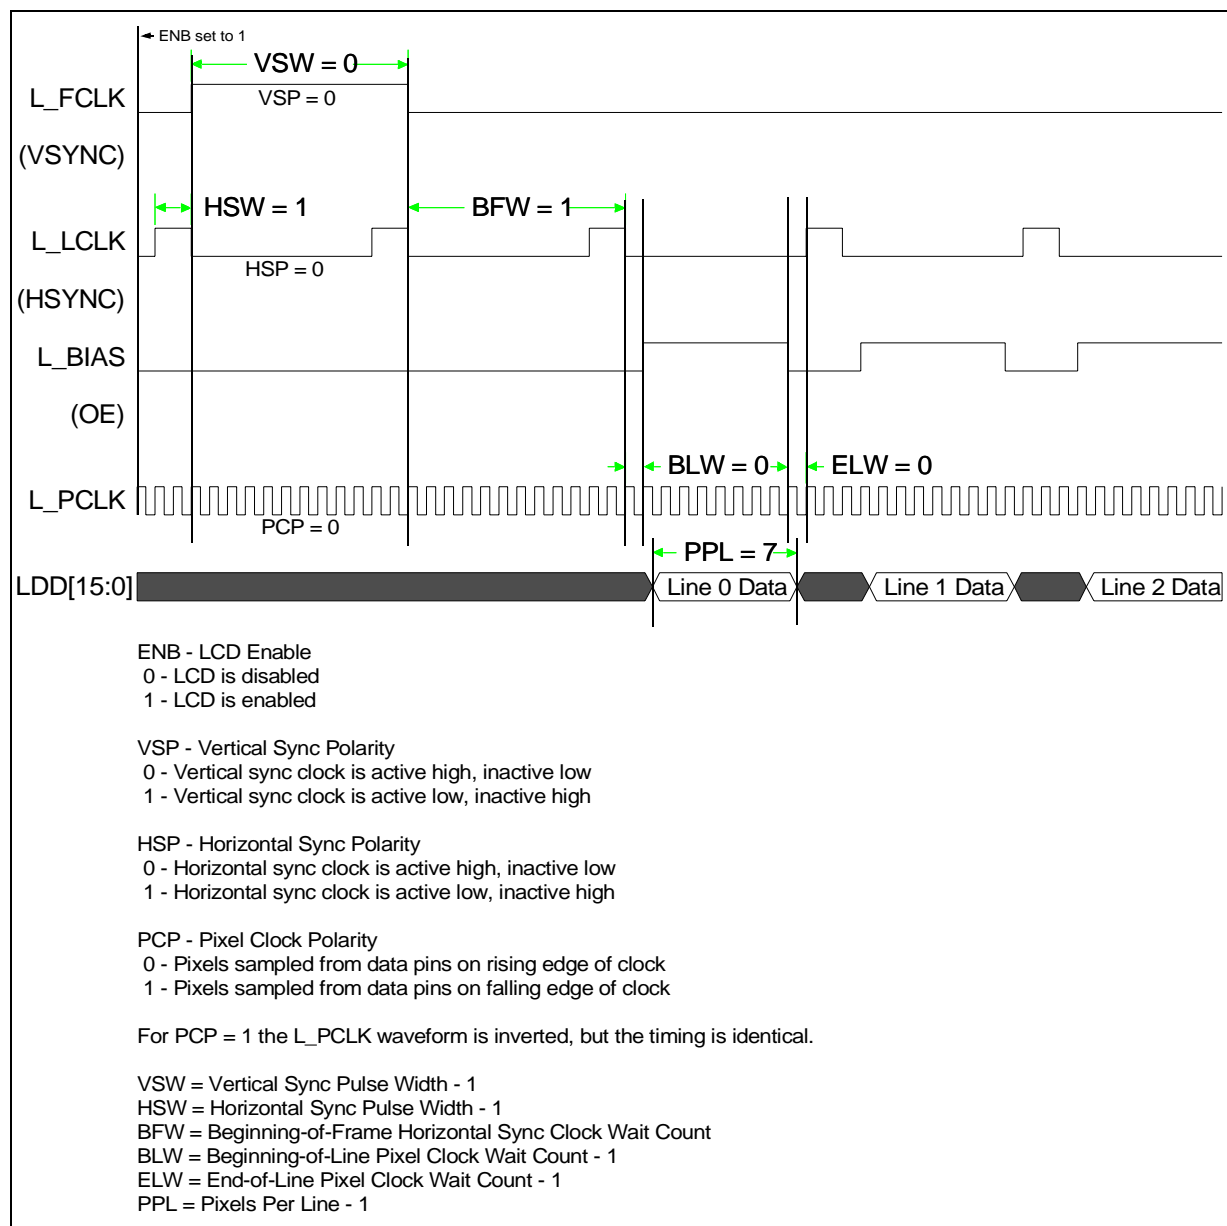 ENB set to 1
VSW = 0
L_FCLK
VSP = 0
(VSYNC)
HSW = 1
BFW = 1
L_LCLK
HSP = 0
(HSYNC)
L_BIAS
(OE)
BLW = 0
ELW = 0
L_PCLK
PCP = 0
PPL = 7
LDD[15:0]
Line 0 Data
Line 1 Data
Line 2 Data
ENB - LCD Enable
0 - LCD is disabled
1 - LCD is enabled
VSP - Vertical Sync Polarity
0 - Vertical sync clock is active high, inactive low
1 - Vertical sync clock is active low, inactive high
HSP - Horizontal Sync Polarity
0 - Horizontal sync clock is active high, inactive low
1 - Horizontal sync clock is active low, inactive high
PCP - Pixel Clock Polarity
0 - Pixels sampled from data pins on rising edge of clock
1 - Pixels sampled from data pins on falling edge of clock
For PCP = 1 the L_PCLK waveform is inverted, but the timing is identical.
VSW = Vertical Sync Pulse Width - 1
HSW = Horizontal Sync Pulse Width - 1
BFW = Beginning-of-Frame Horizontal Sync Clock Wait Count
BLW = Beginning-of-Line Pixel Clock Wait Count - 1
ELW = End-of-Line Pixel Clock Wait Count - 1
PPL = Pixels Per Line - 1